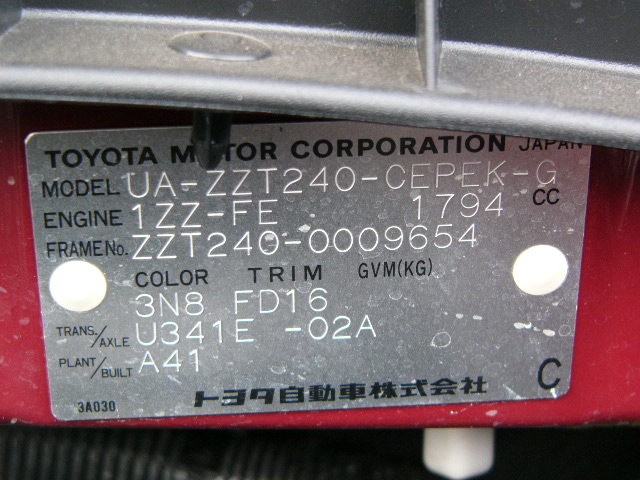 TOYOTA MOTOR CORPORATION JAPAN
MODEL UA-ZZT240-CEPEK-G
ENGINE 1ZZ-FE 1794 CC
FRAME No. ZZT240-0009654
COLOR TRIM GVM(KG)
3N8 FD16
TRANS./AXLE U341E -02A
PLANT/BUILT A41
トヨタ自動車株式会社 C
3A030